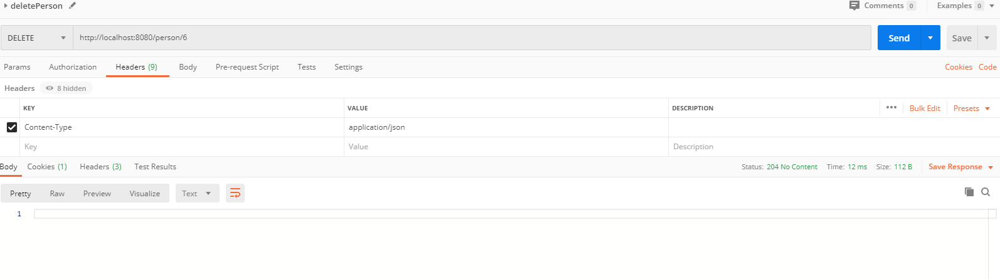 deletePerson Comments 0 Examples 0
DELETE http://localhost:8080/person/6 Send Save
Params Authorization Headers (9) Body Pre-request Script Tests Settings Cookies Code
Headers 8 hidden
KEY VALUE DESCRIPTION ••• Bulk Edit Presets
Content-Type application/json
Key Value Description
Body Cookies (1) Headers (3) Test Results Status: 204 No Content Time: 12 ms Size: 112 B Save Response
Pretty Raw Preview Visualize Text
1